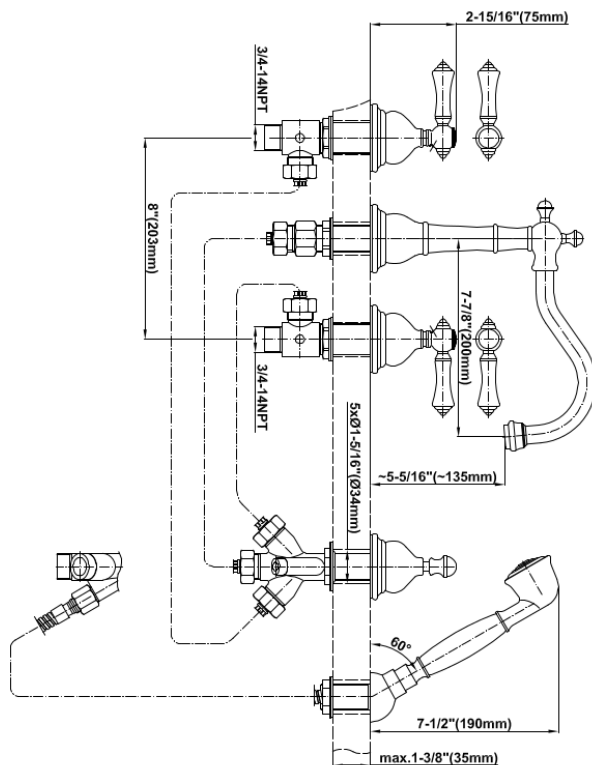 2-15/16"(75mm)
3/4-14NPT
8"(203mm)
7-7/8"(200mm)
3/4-14NPT
5xØ1-5/16"(Ø34mm)
~5-5/16"(~135mm)
60°
7-1/2"(190mm)
max.1-3/8"(35mm)